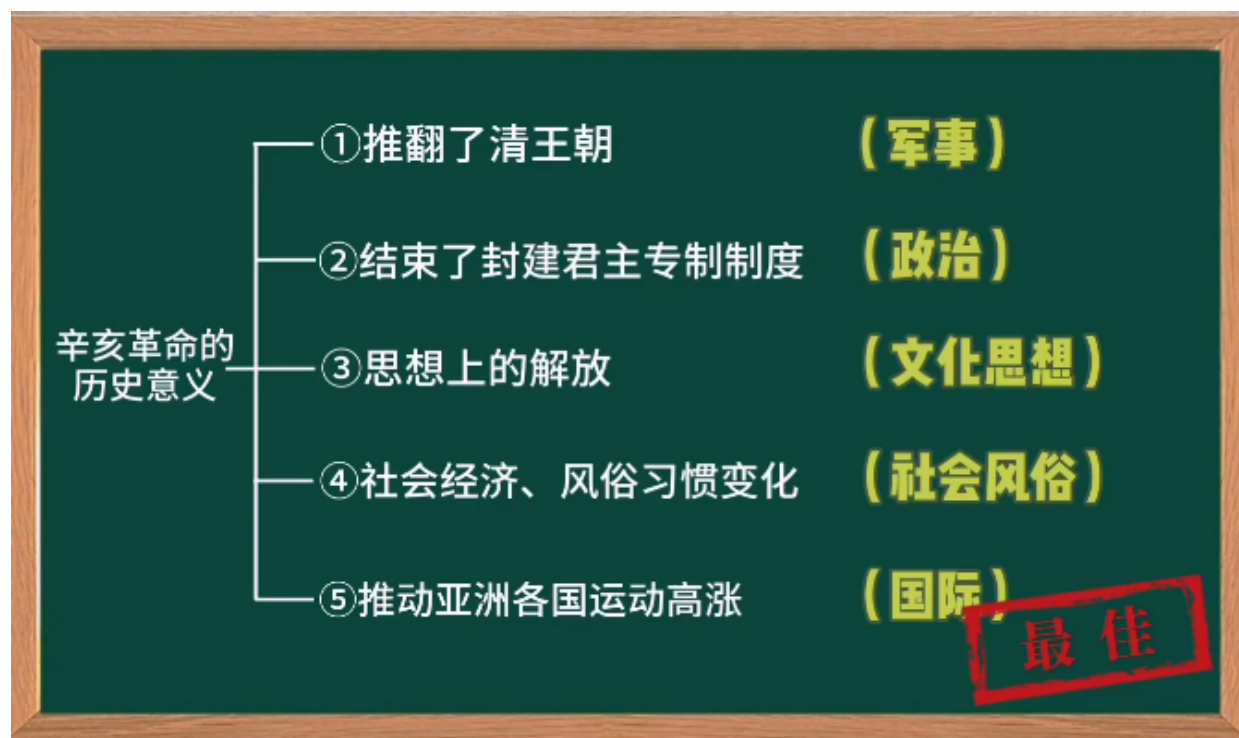 ①推翻了清王朝 (军事)
②结束了封建君主专制制度 (政治)
辛亥革命的
历史意义
③思想上的解放 (文化思想)
④社会经济、风俗习惯变化 (社会风俗)
⑤推动亚洲各国运动高涨 (国际)
最佳